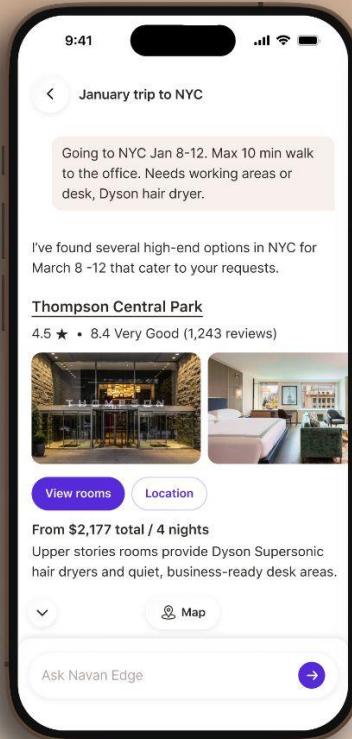 9:41
January trip to NYC
Going to NYC Jan 8-12. Max 10 min walk
to the office. Needs working areas or
desk, Dyson hair dryer.
I've found several high-end options in NYC for
March 8 -12 that cater to your requests.
Thompson Central Park
4.5 ★ • 8.4 Very Good (1,243 reviews)
THOMPSON
View rooms
Location
From $2,177 total / 4 nights
Upper stories rooms provide Dyson Supersonic
hair dryers and quiet, business-ready desk areas.
Map
Ask Navan Edge